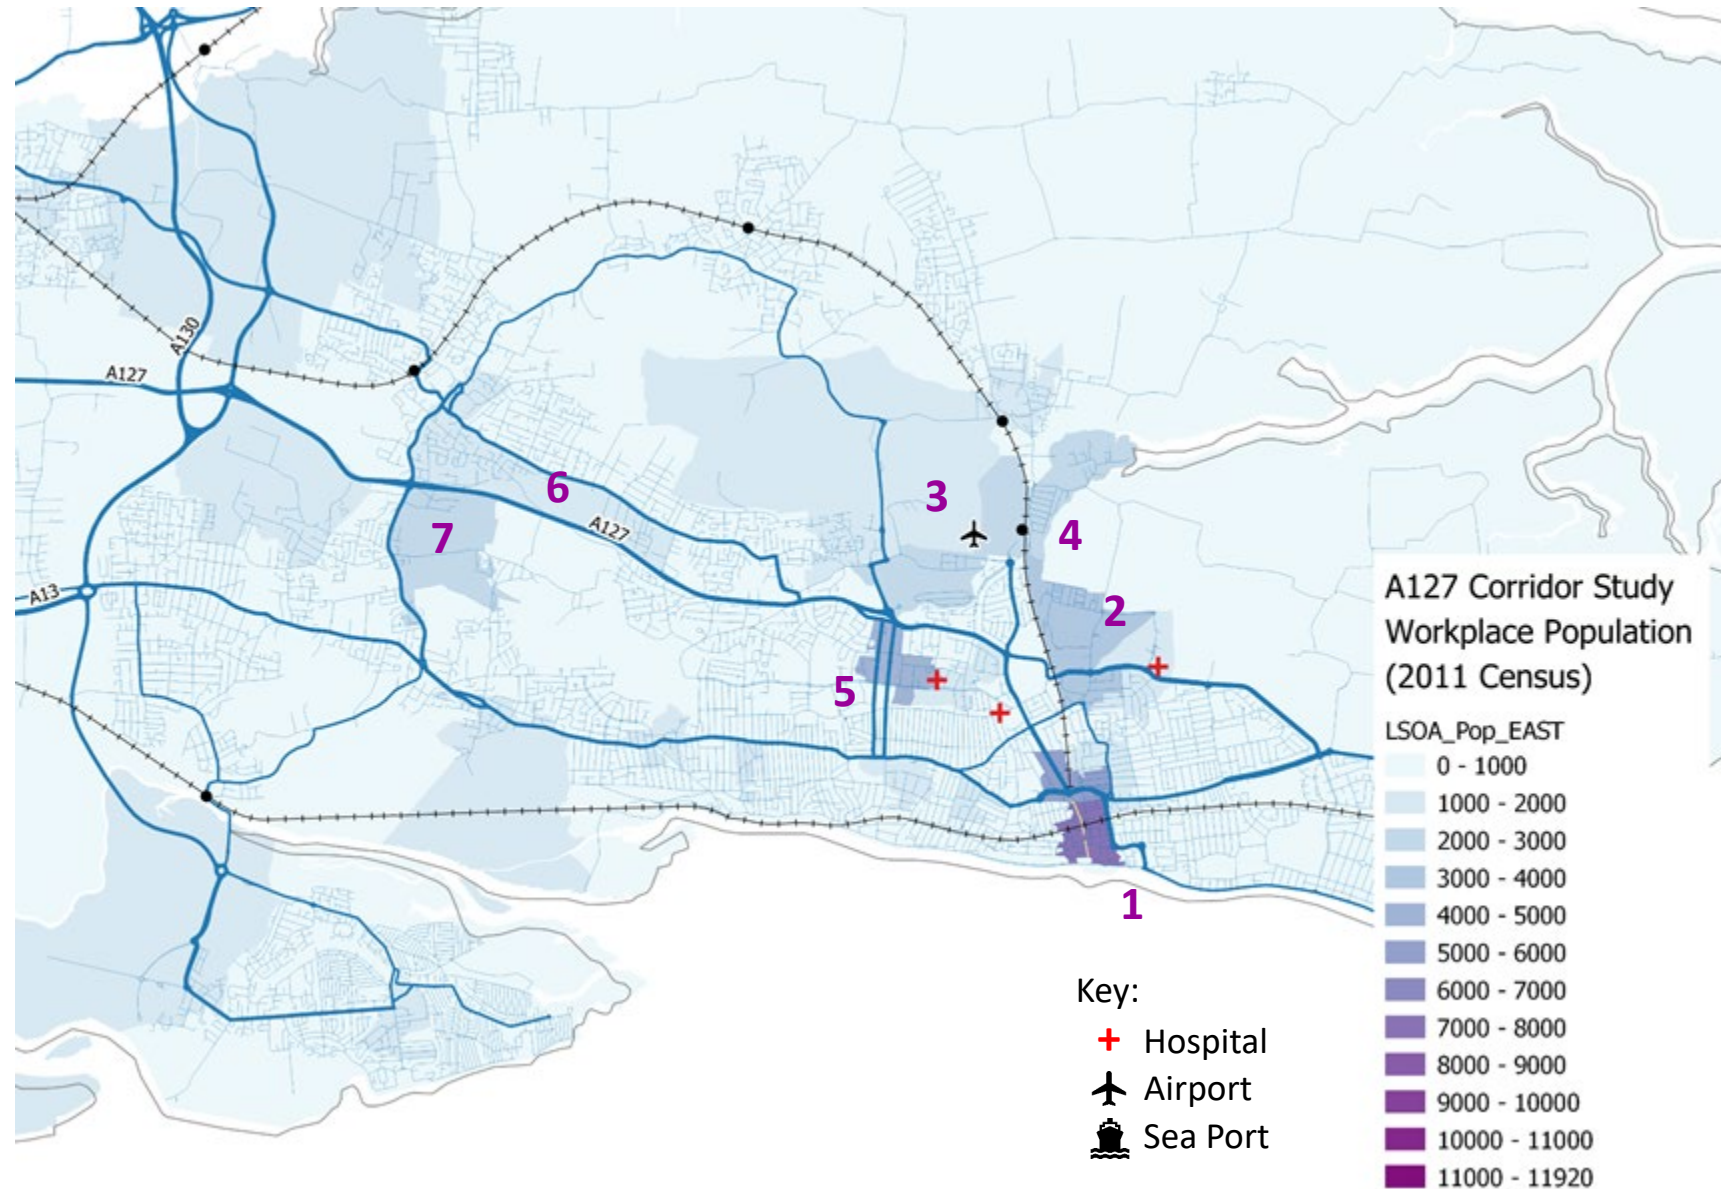 A130
A127
6
3
7
A127
4
A13
2
5
1
A127 Corridor Study
Workplace Population
(2011 Census)
LSOA_Pop_EAST
0 - 1000
1000 - 2000
2000 - 3000
3000 - 4000
4000 - 5000
5000 - 6000
6000 - 7000
7000 - 8000
8000 - 9000
9000 - 10000
10000 - 11000
11000 - 11920
Key:
Hospital
Airport
Sea Port